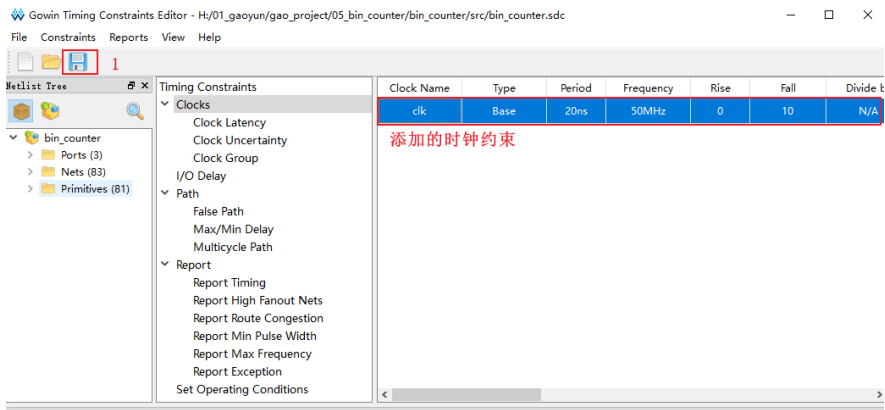 Gowin Timing Constraints Editor - H:/01_gaoyun/gao_project/05_bin_counter/bin_counter/src/bin_counter.sdc
File Constraints Reports View Help
1
Netlist Tree
bin_counter
Ports (3)
Nets (83)
Primitives (81)
Timing Constraints
Clocks
Clock Latency
Clock Uncertainty
Clock Group
I/O Delay
Path
False Path
Max/Min Delay
Multicycle Path
Report
Report Timing
Report High Fanout Nets
Report Route Congestion
Report Min Pulse Width
Report Max Frequency
Report Exception
Set Operating Conditions
Clock Name Type Period Frequency Rise Fall Divide b
clk Base 20ns 50MHz 0 10 N/A
添加的时钟约束